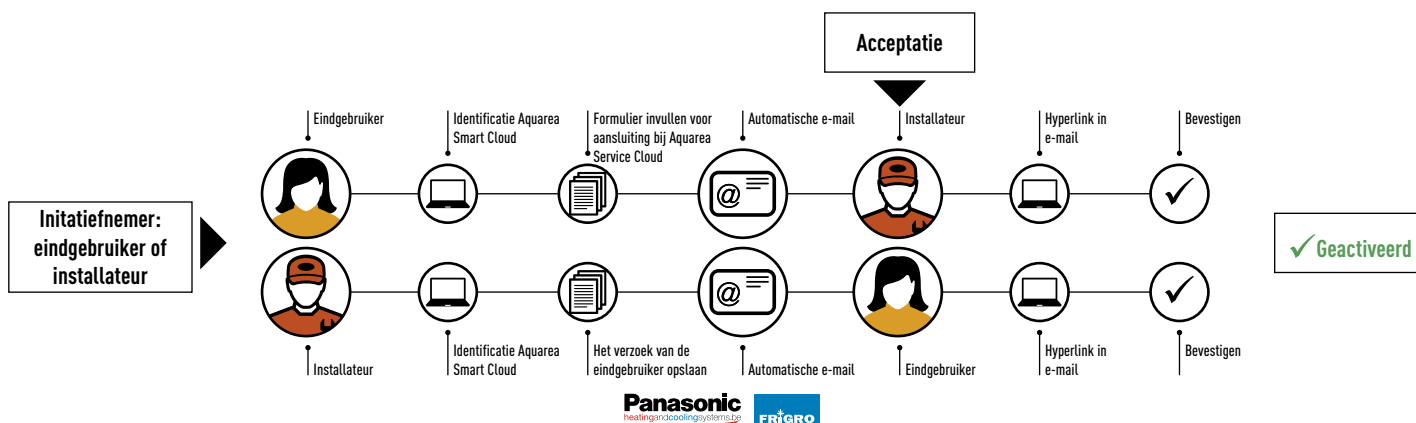 Acceptatie
Eindgebruiker
Identificatie Aquarea
Smart Cloud
Formulier invullen voor
aansluiting bij Aquarea
Service Cloud
Automatische e-mail
Installateur
Hyperlink in
e-mail
Bevestigen
Initatiefnemer:
eindgebruiker of
installateur
@
✓ Geactiveerd
@
Installateur
Identificatie Aquarea
Smart Cloud
Het verzoek van de
eindgebruiker opslaan
Automatische e-mail
Eindgebruiker
Hyperlink in
e-mail
Bevestigen
Panasonic
heatingandcoolingsystems.be
FRIGRO